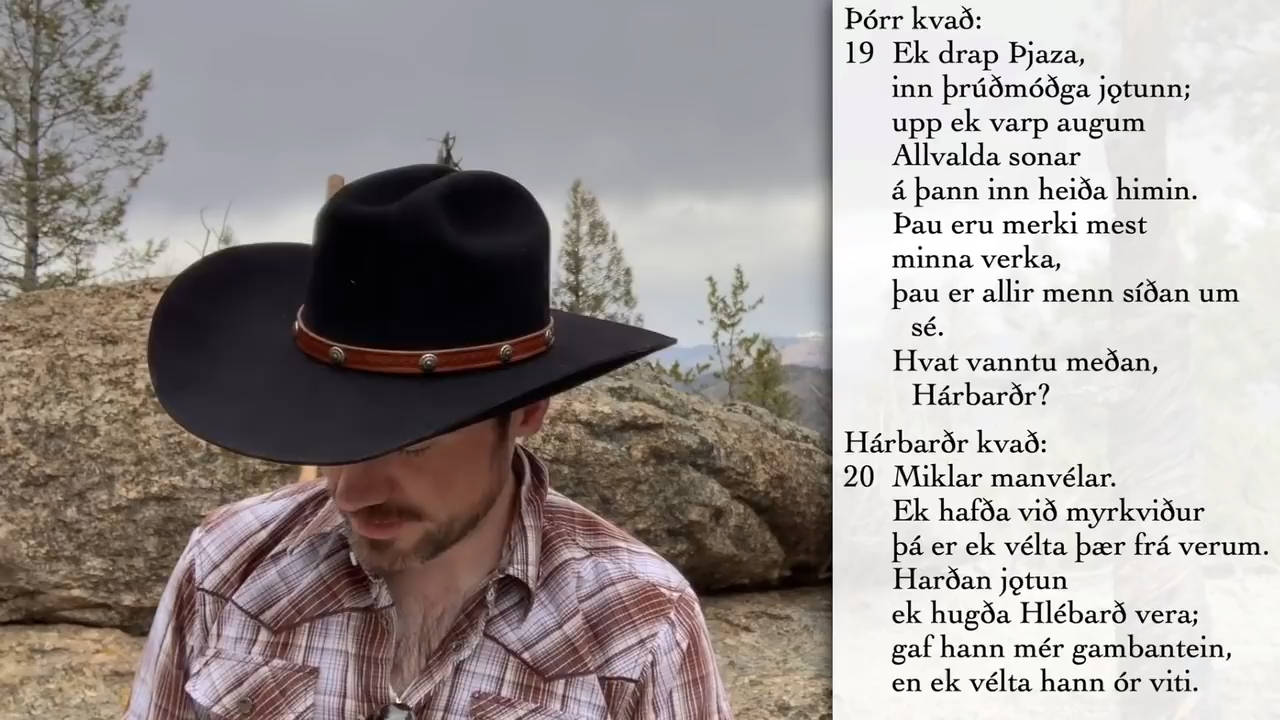 Þórr kvað:
19 Ek drap Þjaza,
inn þrúðmóðga jǫtunn;
upp ek varp augum
Allvalda sonar
á þann inn heiða himin.
Þau eru merki mest
minna verka,
þau er allir menn síðan um
sé.
Hvat vanntu meðan,
Hárbarðr?
Hárbarðr kvað:
20 Miklar manvélar.
Ek hafða við myrkviður
þá er ek vélta þær frá verum.
Harðan jǫtun
ek hugða Hlébarð vera;
gaf hann mér gambantein,
en ek vélta hann ór viti.